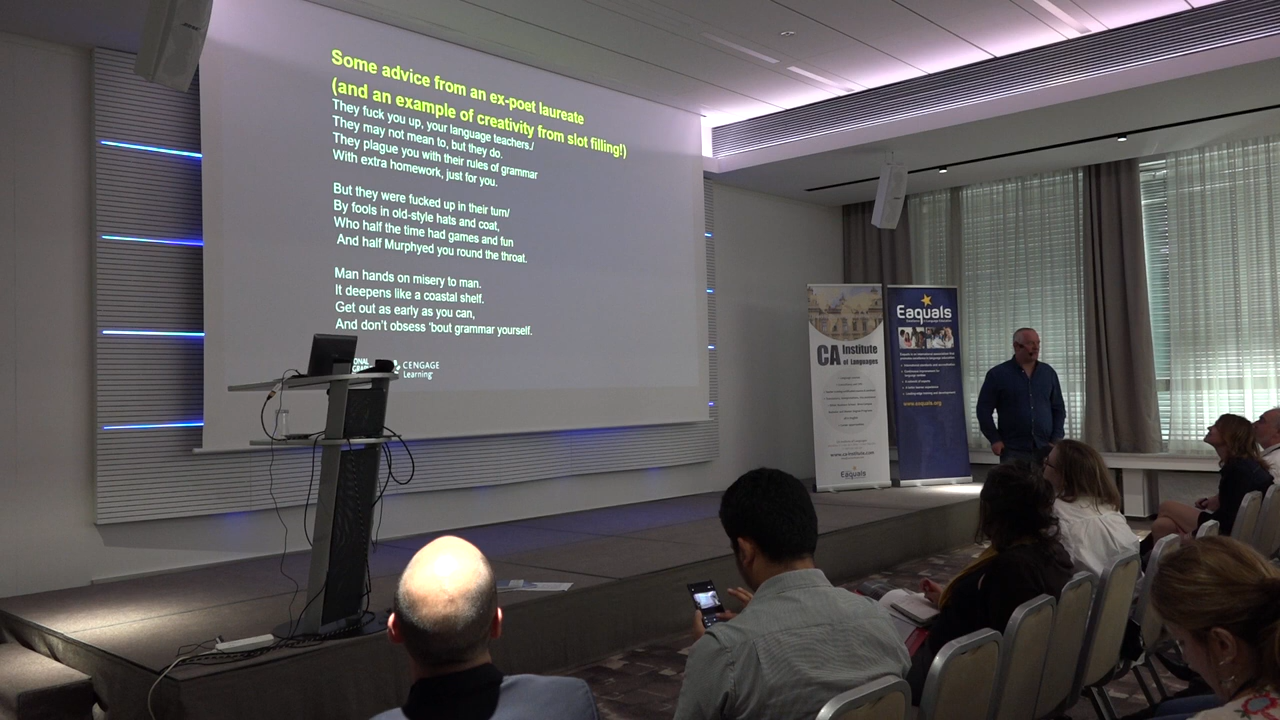 Some advice from an ex-poet laureate
(and an example of creativity from slot filling!)
They fuck you up, your language teachers./
They may not mean to, but they do.
They plague you with their rules of grammar
With extra homework, just for you.
But they were fucked up in their turn/
By fools in old-style hats and coat,
Who half the time had games and fun
And half Murphyed you round the throat.
Man hands on misery to man.
It deepens like a coastal shelf.
Get out as early as you can,
And don't obsess 'bout grammar yourself.
CENGAGE
Learning
CA Institute
of Languages
Eaquals
Eaquals
www.eaquals.org